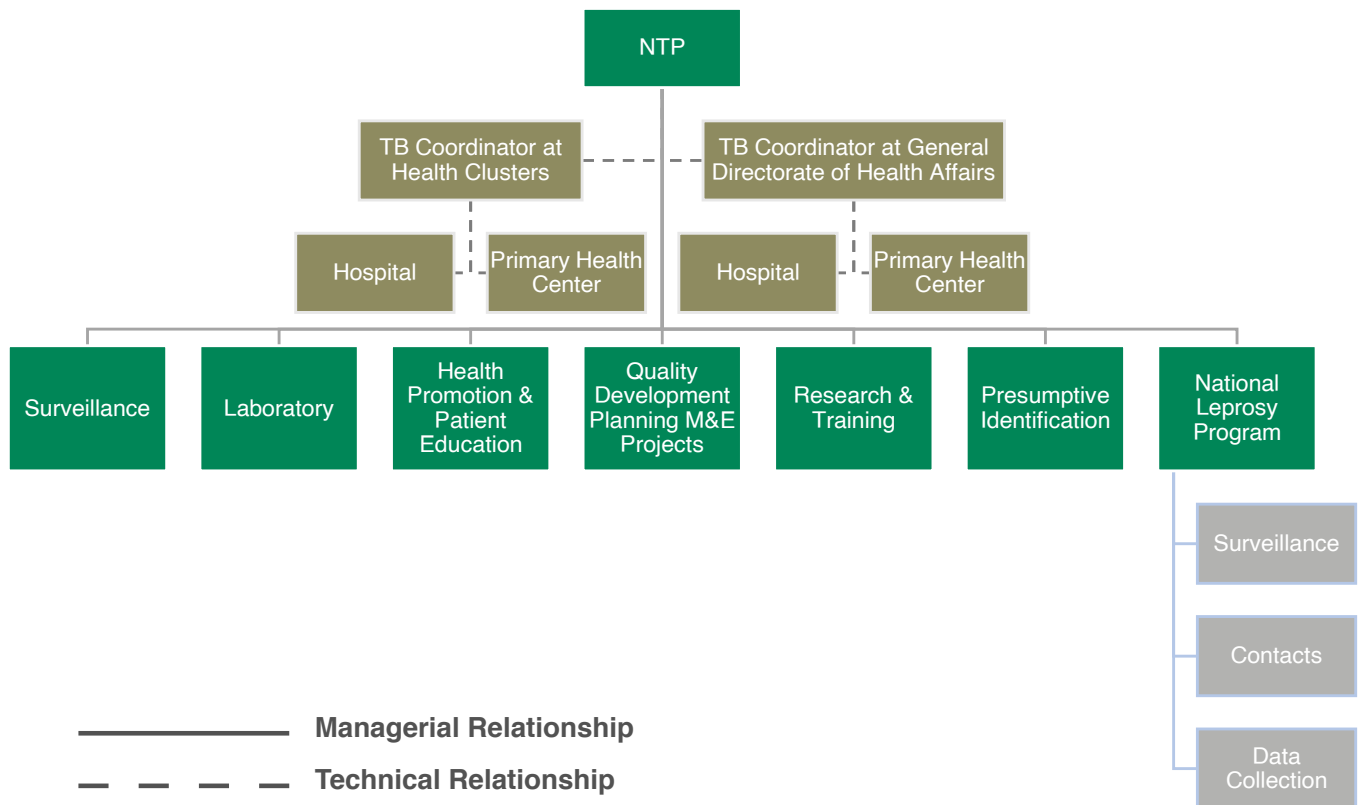 NTP
TB Coordinator at
Health Clusters
TB Coordinator at General
Directorate of Health Affairs
Hospital
Primary Health
Center
Hospital
Primary Health
Center
Surveillance
Laboratory
Health
Promotion &
Patient
Education
Quality
Development
Planning M&E
Projects
Research &
Training
Presumptive
Identification
National
Leprosy
Program
Surveillance
Contacts
Data
Collection
Managerial Relationship
Technical Relationship